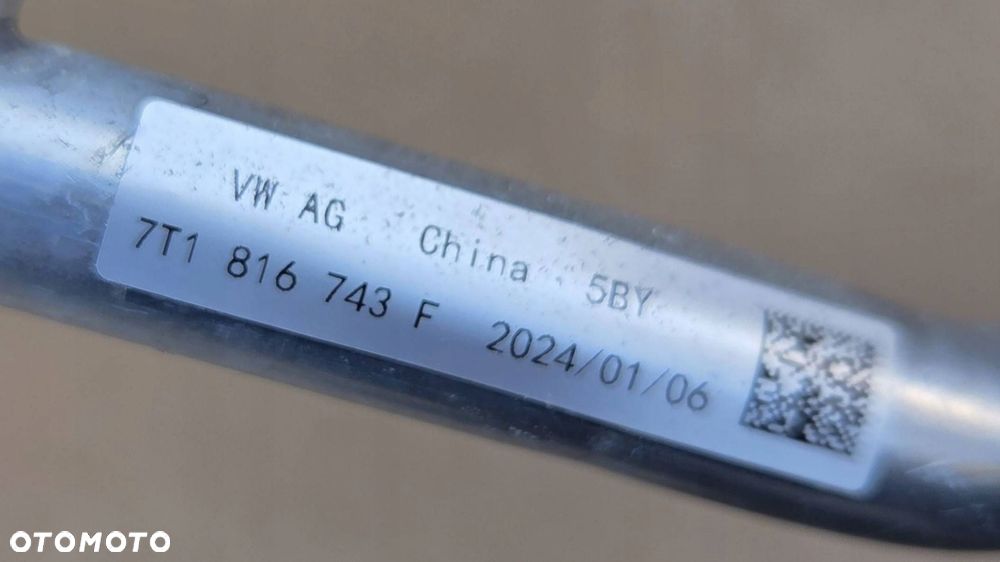 VW AG China 5BY
7T1 816 743 F 2024/01/06
OTOMOTO